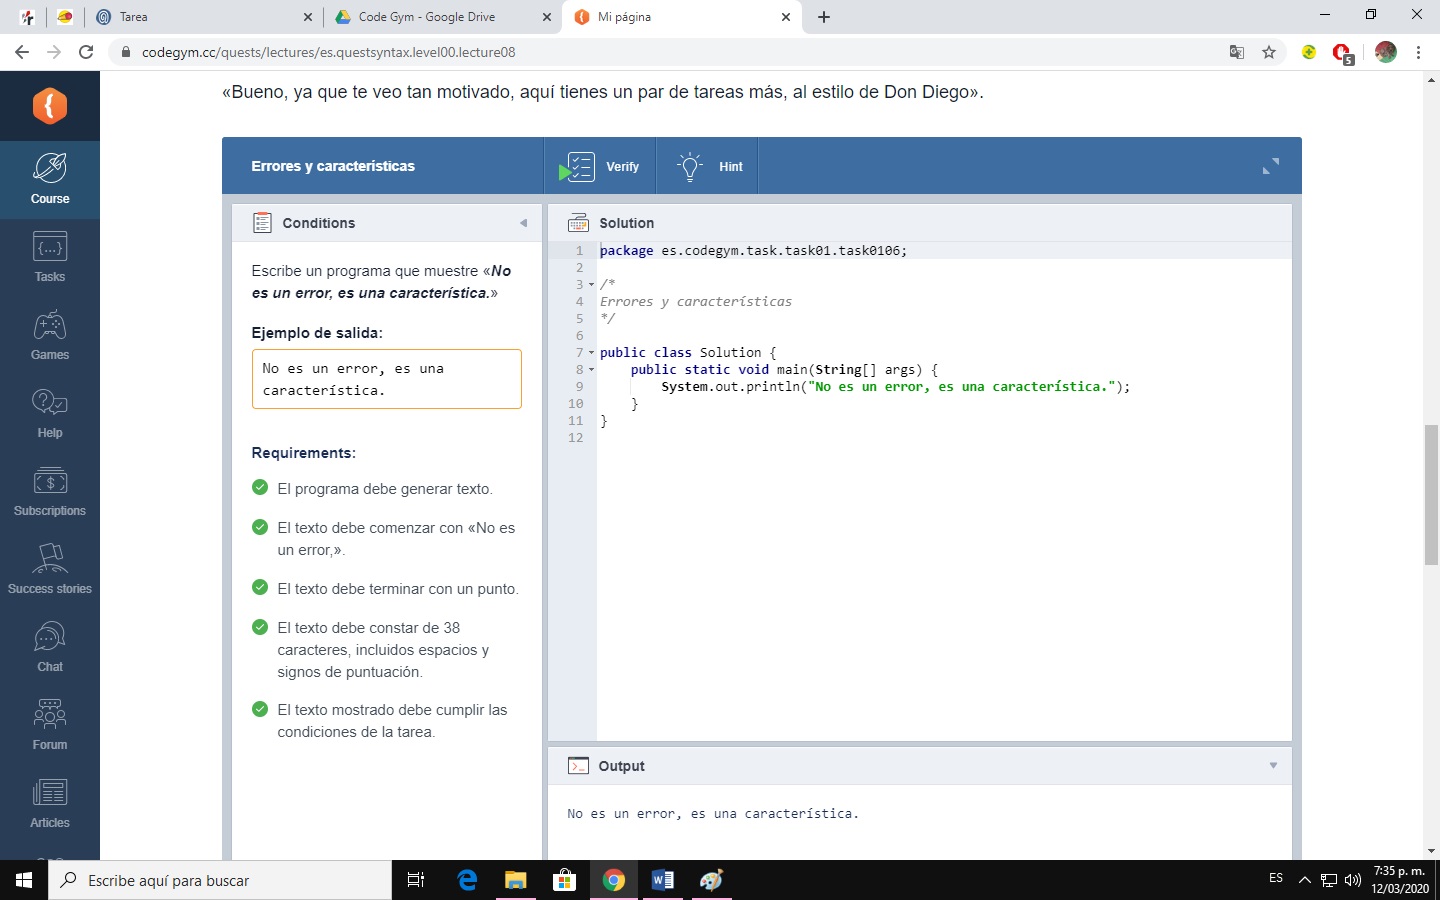 Tarea
Code Gym - Google Drive
Mi página
codegym.cc/quests/lectures/es.questsyntax.level00.lecture08
5
«Bueno, ya que te veo tan motivado, aquí tienes un par de tareas más, al estilo de Don Diego».
Course
Tasks
Games
Help
Subscriptions
Success stories
Chat
Forum
Articles
Errores y características
Verify
Hint
Conditions
Escribe un programa que muestre «No
es un error, es una característica.»
Ejemplo de salida:
No es un error, es una
característica.
Requirements:
El programa debe generar texto.
El texto debe comenzar con «No es
un error,».
El texto debe terminar con un punto.
El texto debe constar de 38
caracteres, incluidos espacios y
signos de puntuación.
El texto mostrado debe cumplir las
condiciones de la tarea.
Solution
1 package es.codegym.task.task01.task0106;
2
3 /*
4 Errores y características
5 */
6
7 public class Solution {
8 public static void main(String[] args) {
9 System.out.println("No es un error, es una característica.");
10 }
11 }
12
Output
No es un error, es una característica.
Escribe aquí para buscar
ES
7:35 p. m.
12/03/2020